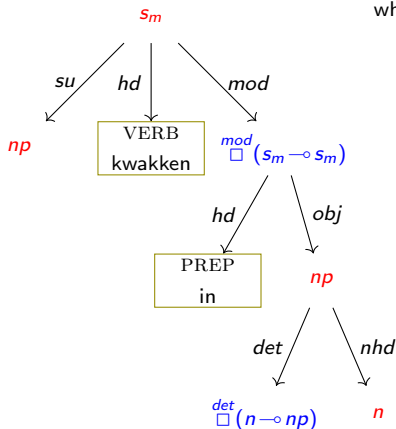 s_m
wh
su hd mod
np
VERB
kwakken
mod
□(s_m ⊸ s_m)
hd obj
PREP
in
np
det nhd
det
□(n ⊸ np)
n